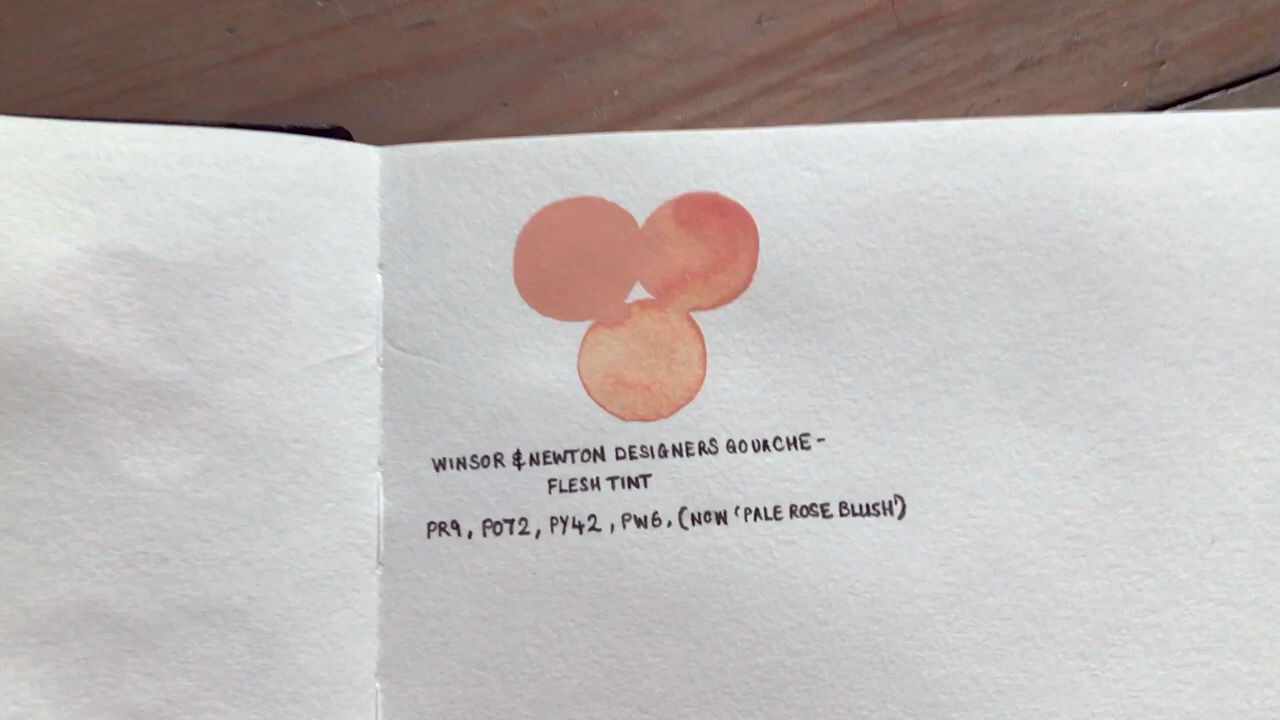 WINSOR & NEWTON DESIGNERS GOUACHE -
FLESH TINT
PR9, PO72, PY42, PW6, (NOW 'PALE ROSE BLUSH')